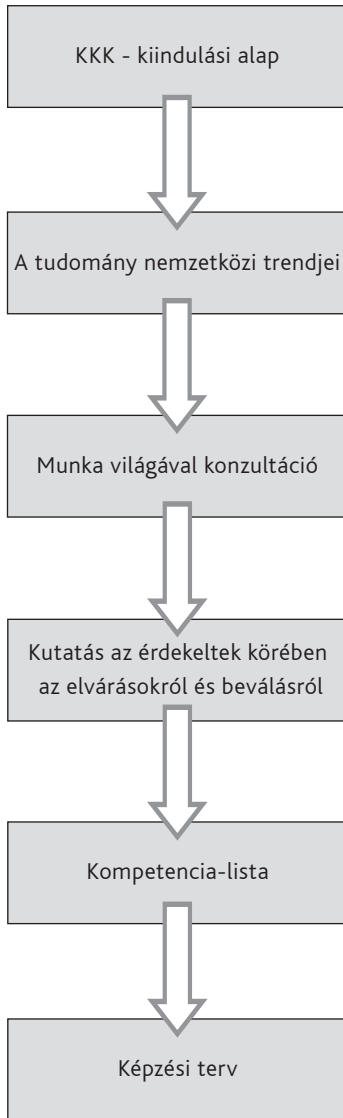 KKK - kiindulási alap
A tudomány nemzetközi trendjei
Munka világával konzultáció
Kutatás az érdekeltek körében
az elvárásokról és beválásról
Kompetencia-lista
Képzési terv